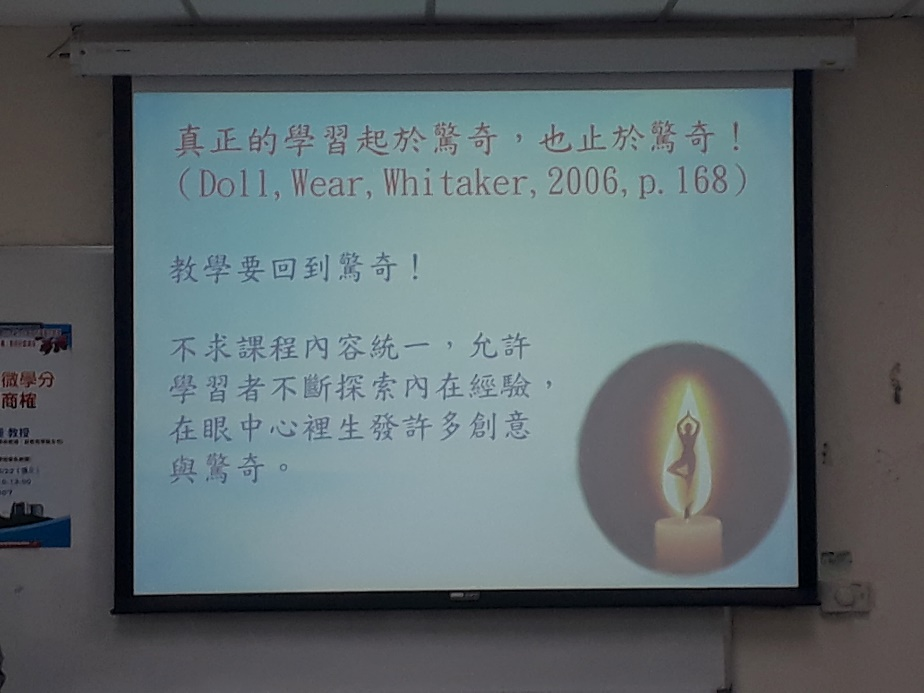 真正的學習起於驚奇，也止於驚奇！
(Doll,Wear,Whitaker,2006,p.168)
教學要回到驚奇！
不求課程內容統一，允許
學習者不斷探索內在經驗，
在眼中心裡生發許多創意
與驚奇。
微學分
商榷
教授